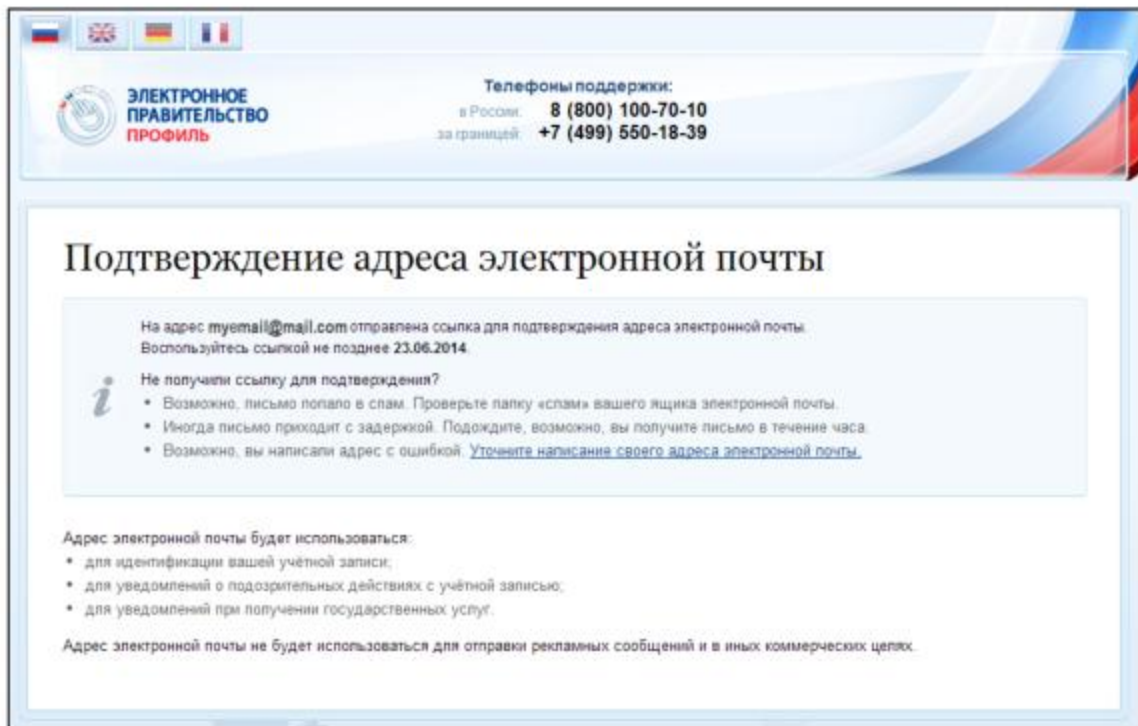 ЭЛЕКТРОННОЕ
ПРАВИТЕЛЬСТВО
ПРОФИЛЬ
Телефоны поддержки:
в России: 8 (800) 100-70-10
за границей: +7 (499) 550-18-39
Подтверждение адреса электронной почты
На адрес myemail@mail.com отправлена ссылка для подтверждения адреса электронной почты.
Воспользуйтесь ссылкой не позднее 23.06.2014.
Не получили ссылку для подтверждения?
• Возможно, письмо попало в спам. Проверьте папку «спам» вашего ящика электронной почты.
• Иногда письмо приходит с задержкой. Подождите, возможно, вы получите письмо в течение часа.
• Возможно, вы написали адрес с ошибкой. Уточните написание своего адреса электронной почты.
Адрес электронной почты будет использоваться:
• для идентификации вашей учётной записи;
• для уведомлений о подозрительных действиях с учётной записью;
• для уведомлений при получении государственных услуг.
Адрес электронной почты не будет использоваться для отправки рекламных сообщений и в иных коммерческих целях.